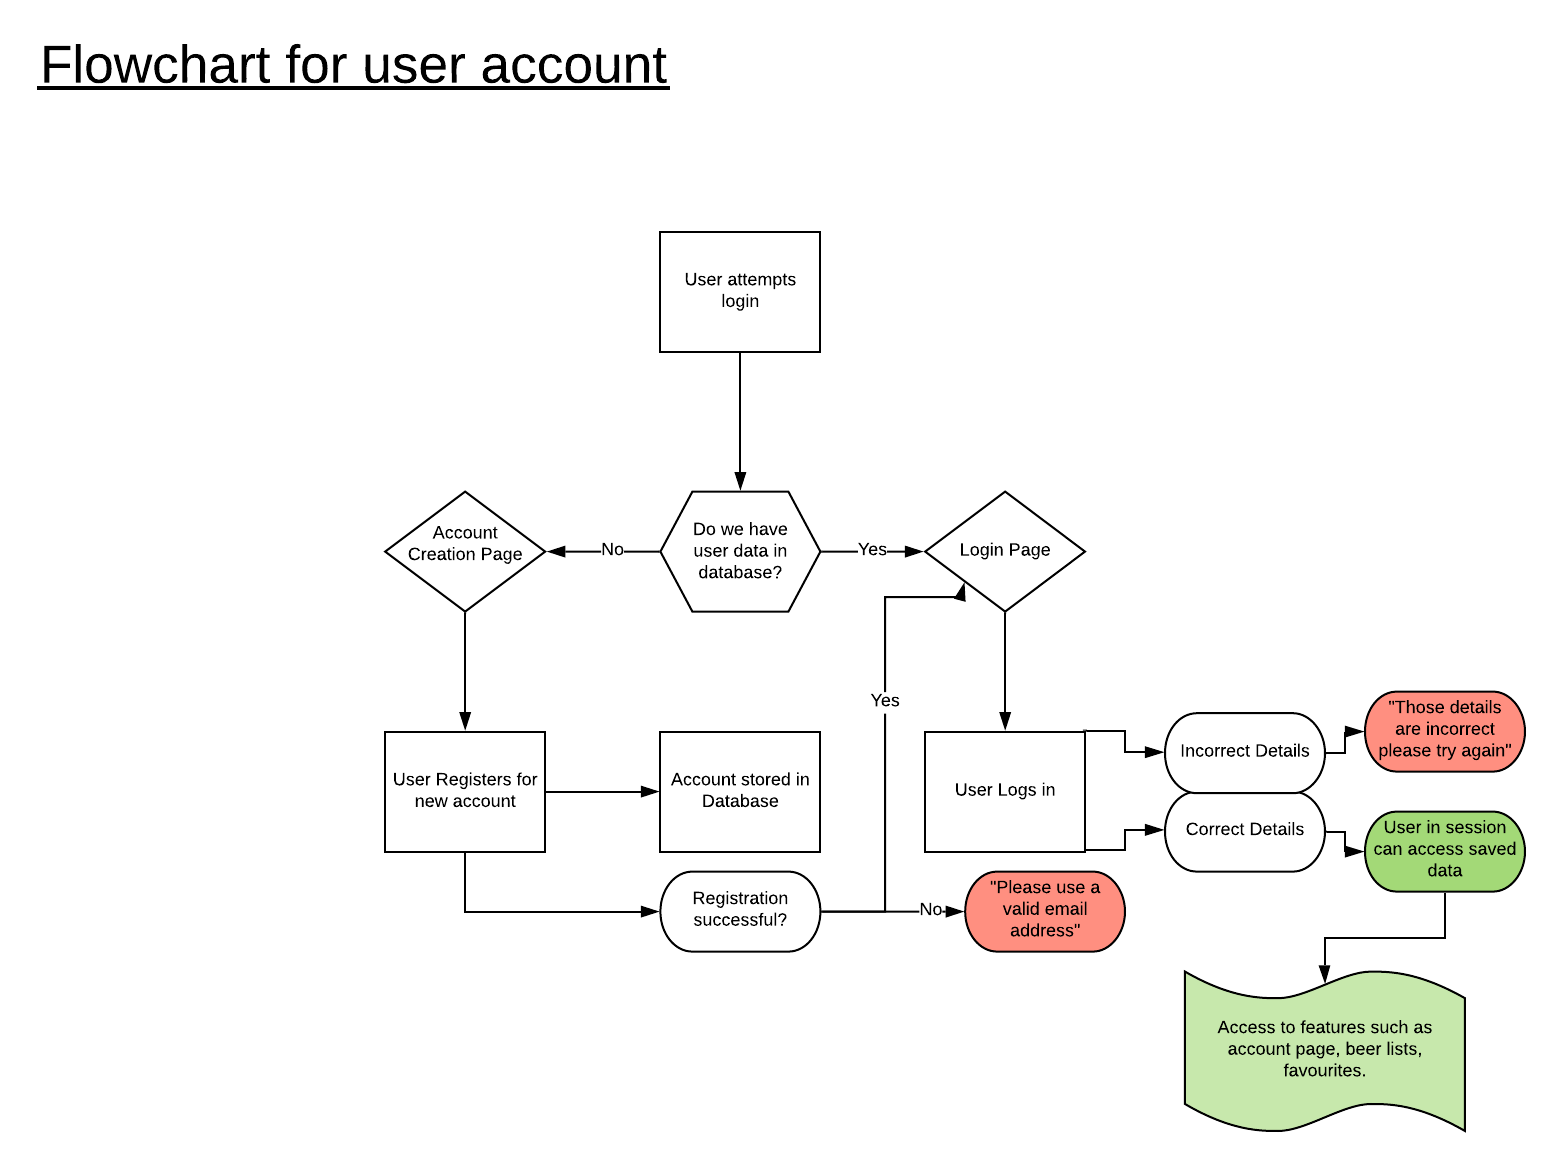 Flowchart for user account
User attempts
login
Account
Creation Page
No
Do we have
user data in
database?
Yes
Login Page
Yes
User Registers for
new account
Account stored in
Database
User Logs in
Incorrect Details
"Those details
are incorrect
please try again"
Correct Details
User in session
can access saved
data
Registration
successful?
No
"Please use a
valid email
address"
Access to features such as
account page, beer lists,
favourites.